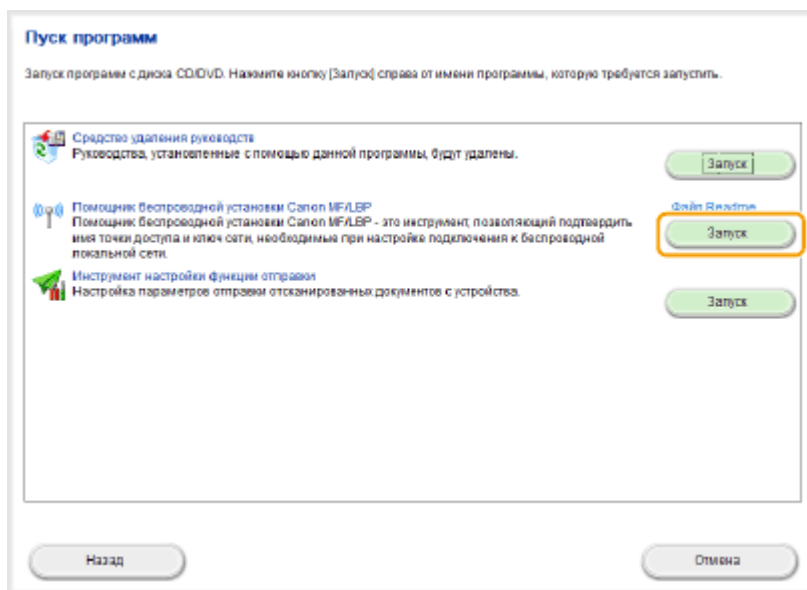 Пуск программ
Запуск программ с диска CD/DVD. Нажмите кнопку [Запуск] справа от имени программы, которую требуется запустить.
Средство удаления руководств
Руководства, установленные с помощью данной программы, будут удалены.
Запуск
Помощник беспроводной установки Canon MF/LBP
Файл Readme
Помощник беспроводной установки Canon MF/LBP - это инструмент, позволяющий подтвердить
имя точки доступа и ключ сети, необходимые при настройке подключения к беспроводной
локальной сети.
Запуск
Инструмент настройки функции отправки
Настройка параметров отправки отсканированных документов с устройства.
Запуск
Назад
Отмена